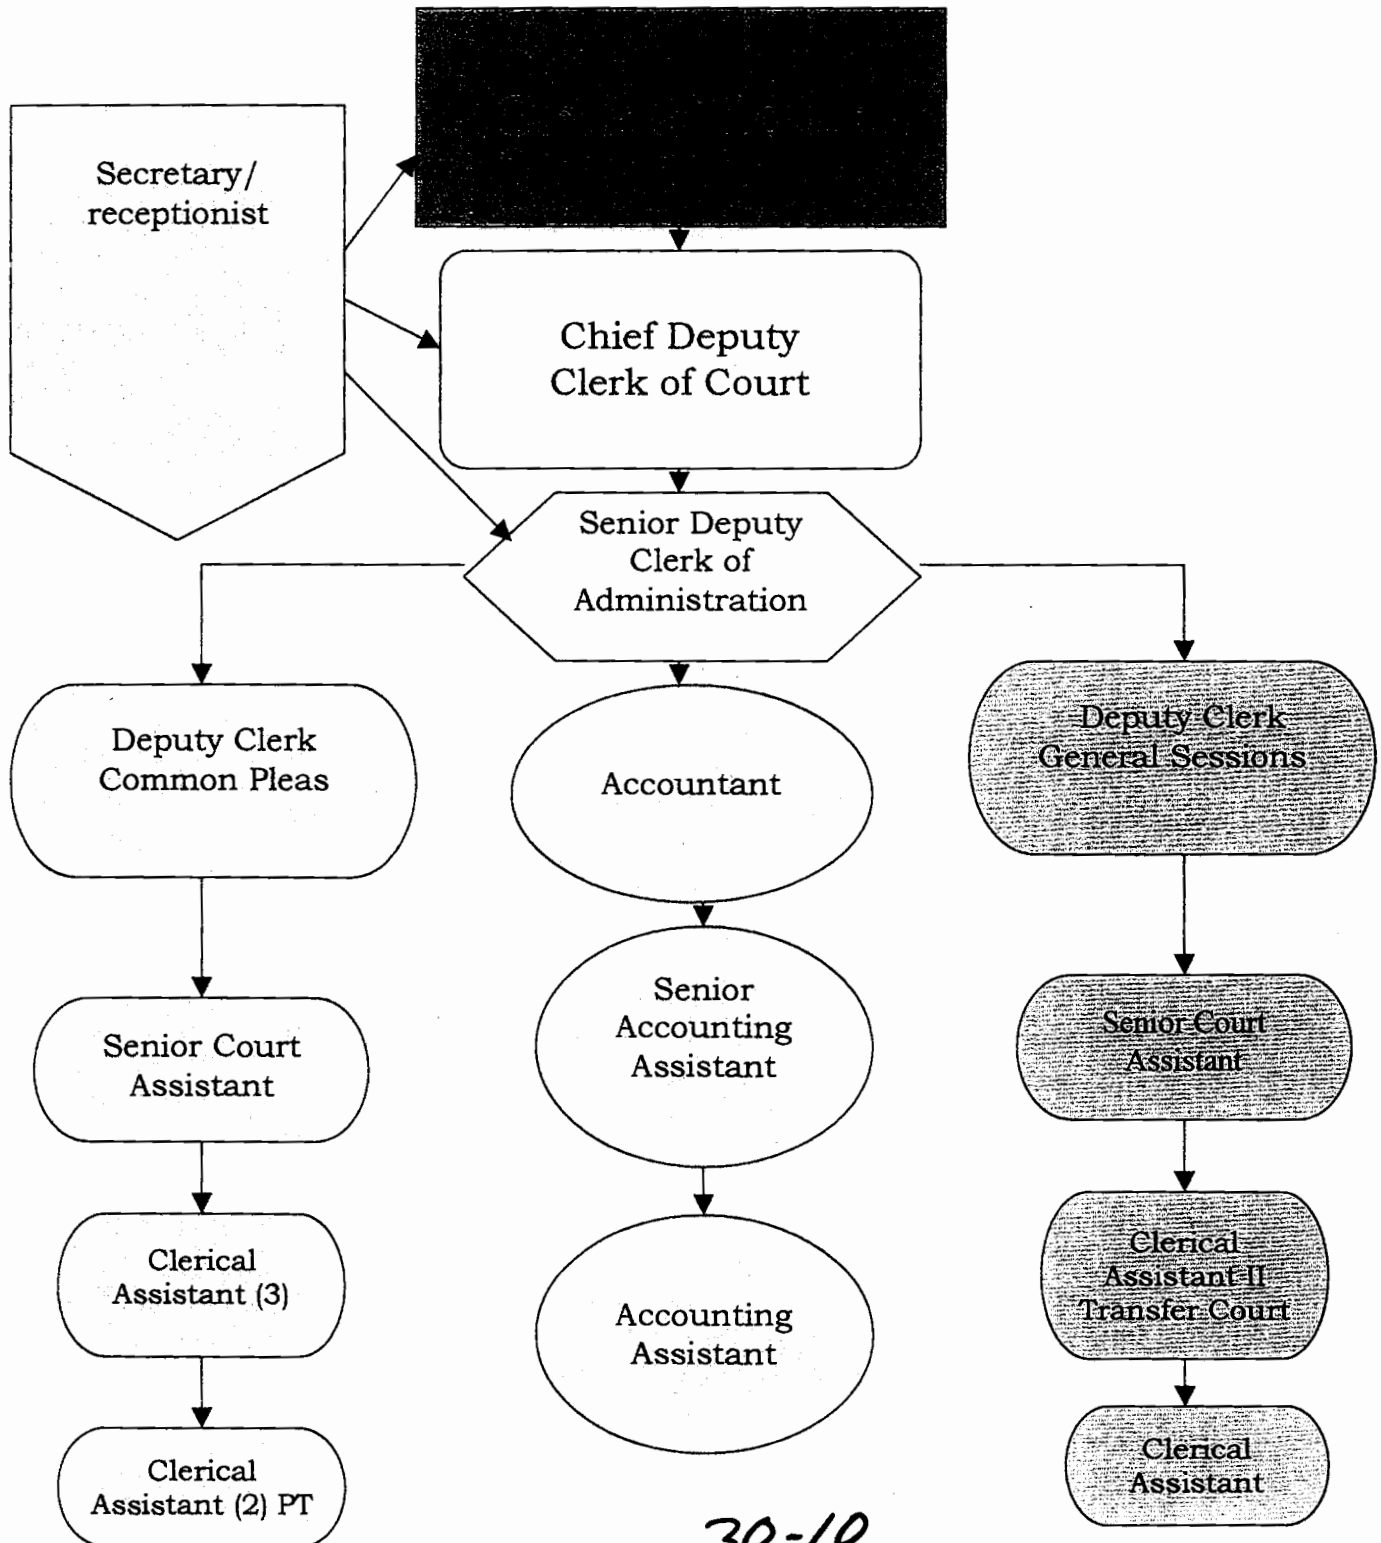 Secretary/
receptionist
Chief Deputy
Clerk of Court
Senior Deputy
Clerk of
Administration
Deputy Clerk
Common Pleas
Accountant
Deputy Clerk
General Sessions
Senior Court
Assistant
Senior
Accounting
Assistant
Senior Court
Assistant
Clerical
Assistant (3)
Accounting
Assistant
Clerical
Assistant II
Transfer Court
Clerical
Assistant (2) PT
Clerical
Assistant
30-10